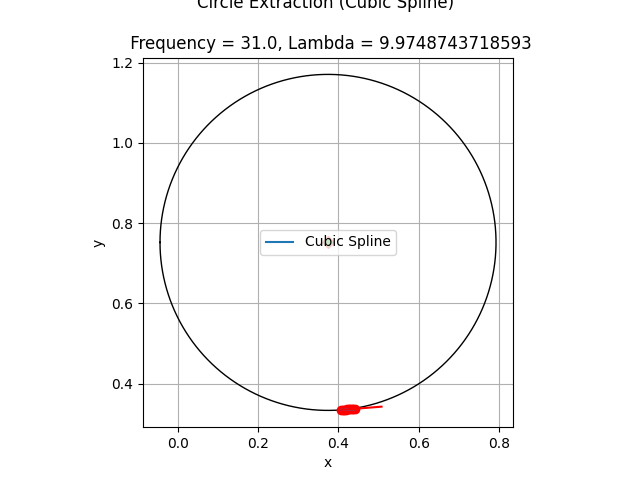 Circle Extraction (Cubic Spline)
Frequency = 31.0, Lambda = 9.9748743718593
1.2
1.0
0.8
0.6
0.4
y
Cubic Spline
0.0 0.2 0.4 0.6 0.8
x